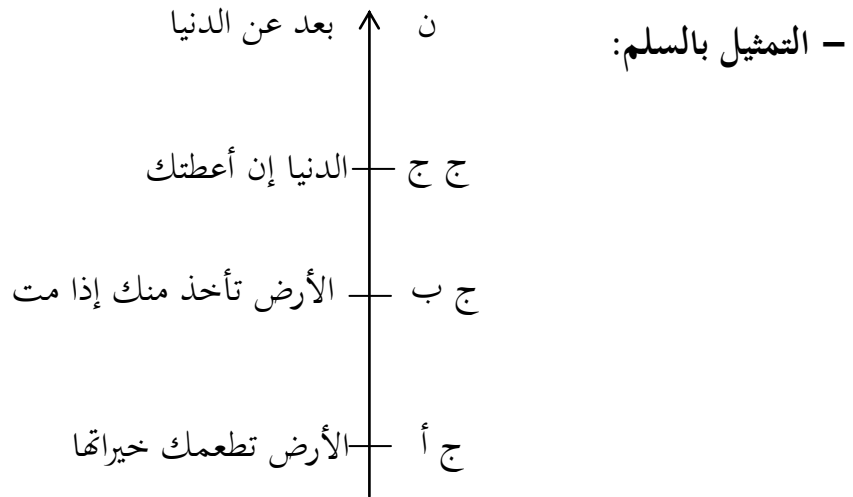 – التمثيل بالسلم:
ن بعد عن الدنيا
ج ج الدنيا إن أعطتك
ج ب الأرض تأخذ منك إذا مت
ج أ الأرض تطعمك خيراتها